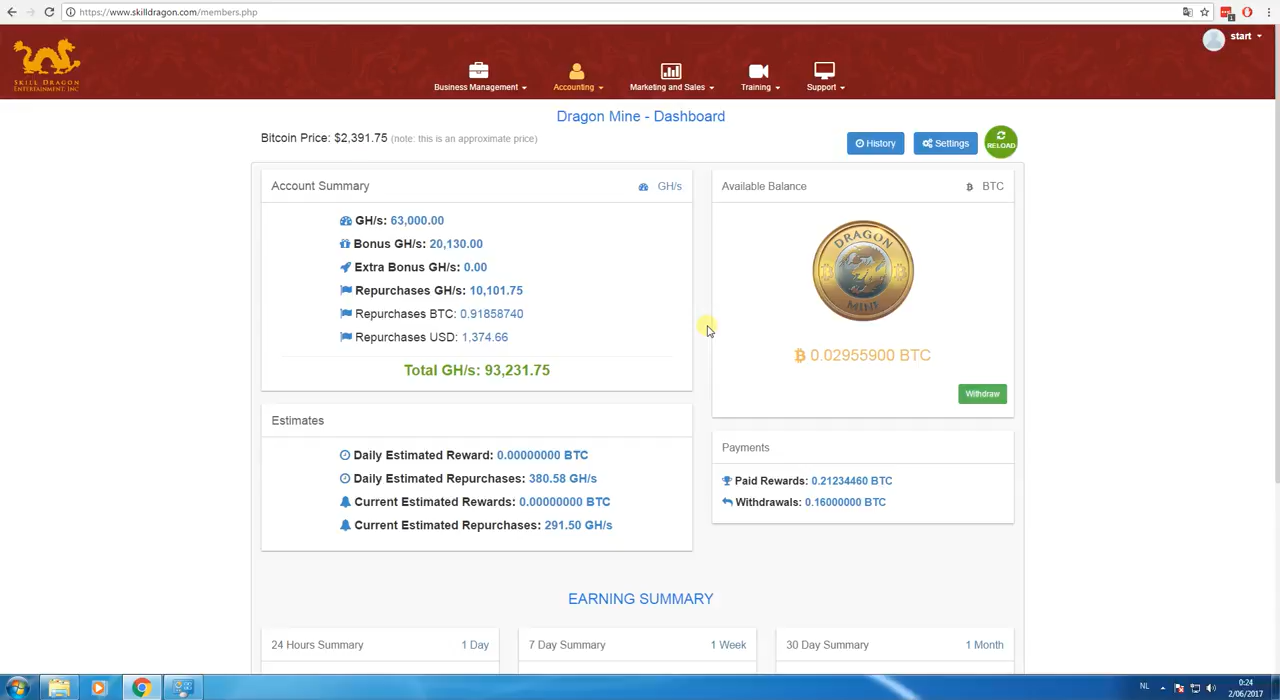 https://www.skilldragon.com/members.php
SKILL DRAGON
ENTERTAINMENT, INC
Business Management
Accounting
Marketing and Sales
Training
Support
start
Dragon Mine - Dashboard
Bitcoin Price: $2,391.75 (note: this is an approximate price)
History
Settings
RELOAD
Account Summary
GH/s
GH/s: 63,000.00
Bonus GH/s: 20,130.00
Extra Bonus GH/s: 0.00
Repurchases GH/s: 10,101.75
Repurchases BTC: 0.91858740
Repurchases USD: 1,374.66
Total GH/s: 93,231.75
Available Balance
BTC
DRAGON
MINE
0.02955900 BTC
Withdraw
Estimates
Daily Estimated Reward: 0.00000000 BTC
Daily Estimated Repurchases: 380.58 GH/s
Current Estimated Rewards: 0.00000000 BTC
Current Estimated Repurchases: 291.50 GH/s
Payments
Paid Rewards: 0.21234460 BTC
Withdrawals: 0.16000000 BTC
EARNING SUMMARY
24 Hours Summary
1 Day
7 Day Summary
1 Week
30 Day Summary
1 Month
NL
0:24
2/06/2017